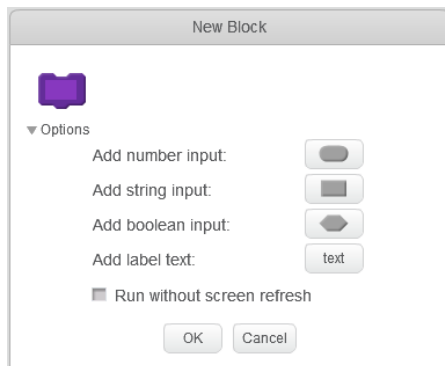 New Block
Options
Add number input:
Add string input:
Add boolean input:
Add label text: text
Run without screen refresh
OK Cancel